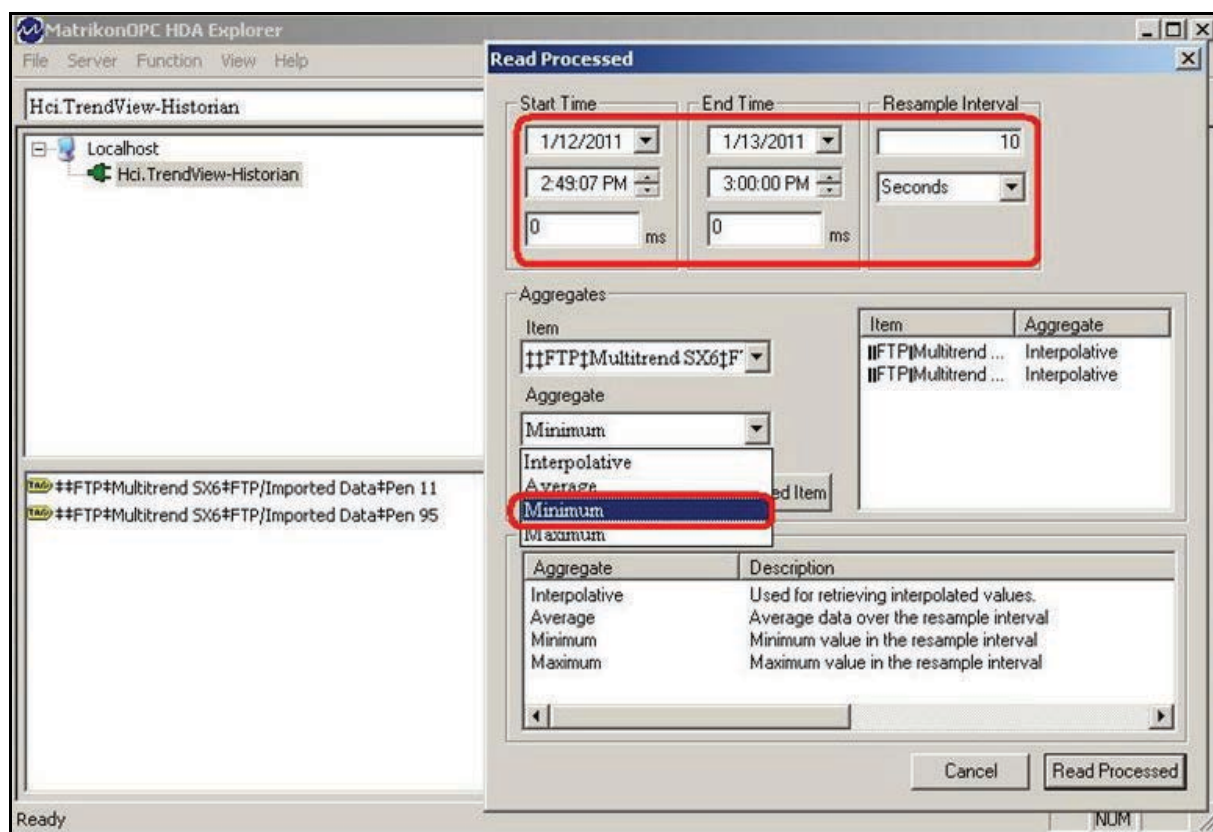 MatrikonOPC HDA Explorer
File Server Function View Help
Hci.TrendView-Historian
Localhost
Hci.TrendView-Historian
‡‡FTP‡Multitrend SX6‡FTP/Imported Data‡Pen 11
‡‡FTP‡Multitrend SX6‡FTP/Imported Data‡Pen 95
Ready
Read Processed
Start Time End Time Resample Interval
1/12/2011 1/13/2011 10
2:49:07 PM 3:00:00 PM Seconds
0 ms 0 ms
Aggregates
Item
‡‡FTP‡Multitrend SX6‡F
Aggregate
Minimum
Interpolative
Average
Minimum
Maximum
ed Item
Item Aggregate
‖FTP‖Multitrend ... Interpolative
‖FTP‖Multitrend ... Interpolative
Aggregate Description
Interpolative Used for retrieving interpolated values.
Average Average data over the resample interval
Minimum Minimum value in the resample interval
Maximum Maximum value in the resample interval
Cancel Read Processed
NUM